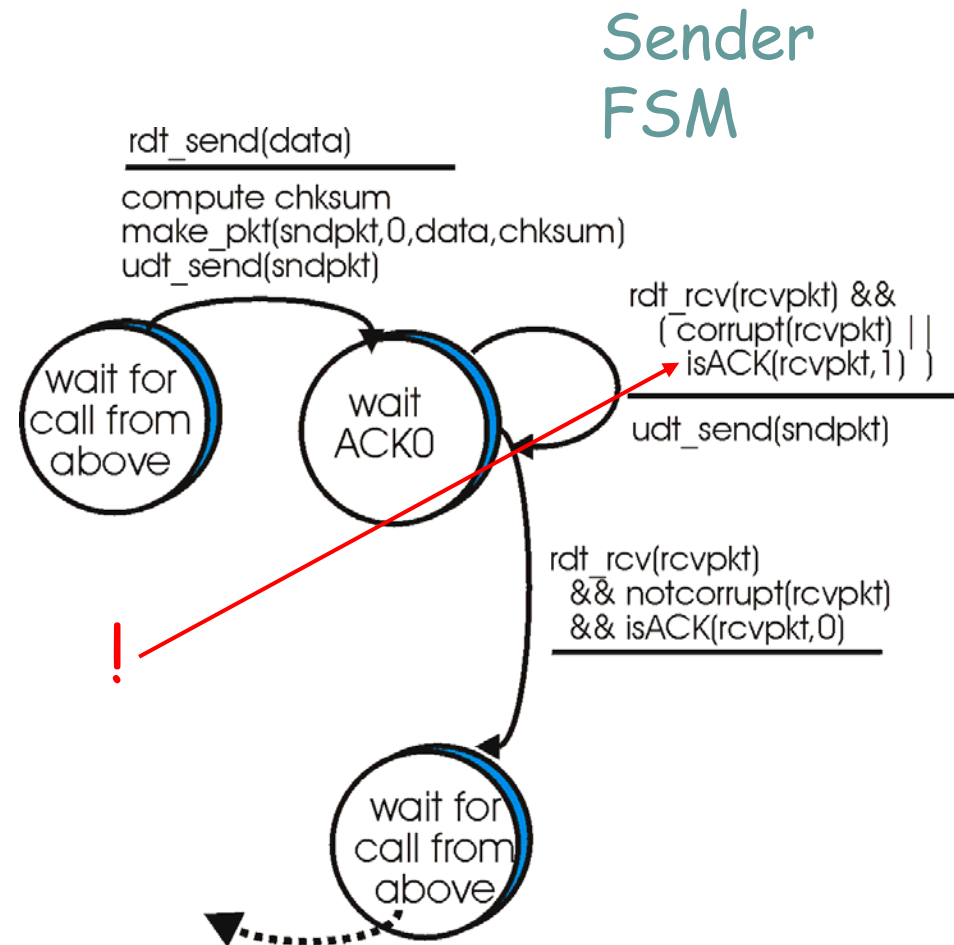 Sender
FSM
rdt_send(data)
compute chksum
make_pkt(sndpkt,0,data,chksum)
udt_send(sndpkt)
rdt_rcv(rcvpkt) &&
( corrupt(rcvpkt) ||
isACK(rcvpkt,1) )
udt_send(sndpkt)
wait for
call from
above
wait
ACK0
rdt_rcv(rcvpkt)
&& notcorrupt(rcvpkt)
&& isACK(rcvpkt,0)
!
wait for
call from
above